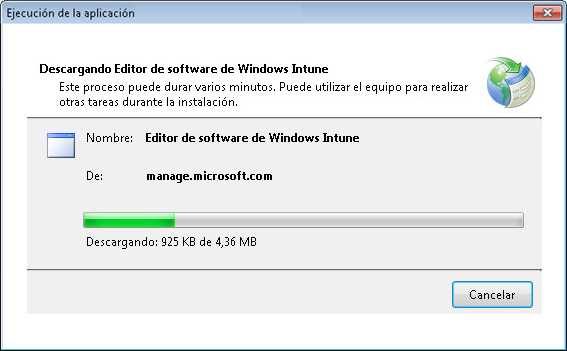 Ejecución de la aplicación
Descargando Editor de software de Windows Intune
Este proceso puede durar varios minutos. Puede utilizar el equipo para realizar
otras tareas durante la instalación.
Nombre: Editor de software de Windows Intune
De: manage.microsoft.com
Descargando: 925 KB de 4,36 MB
Cancelar